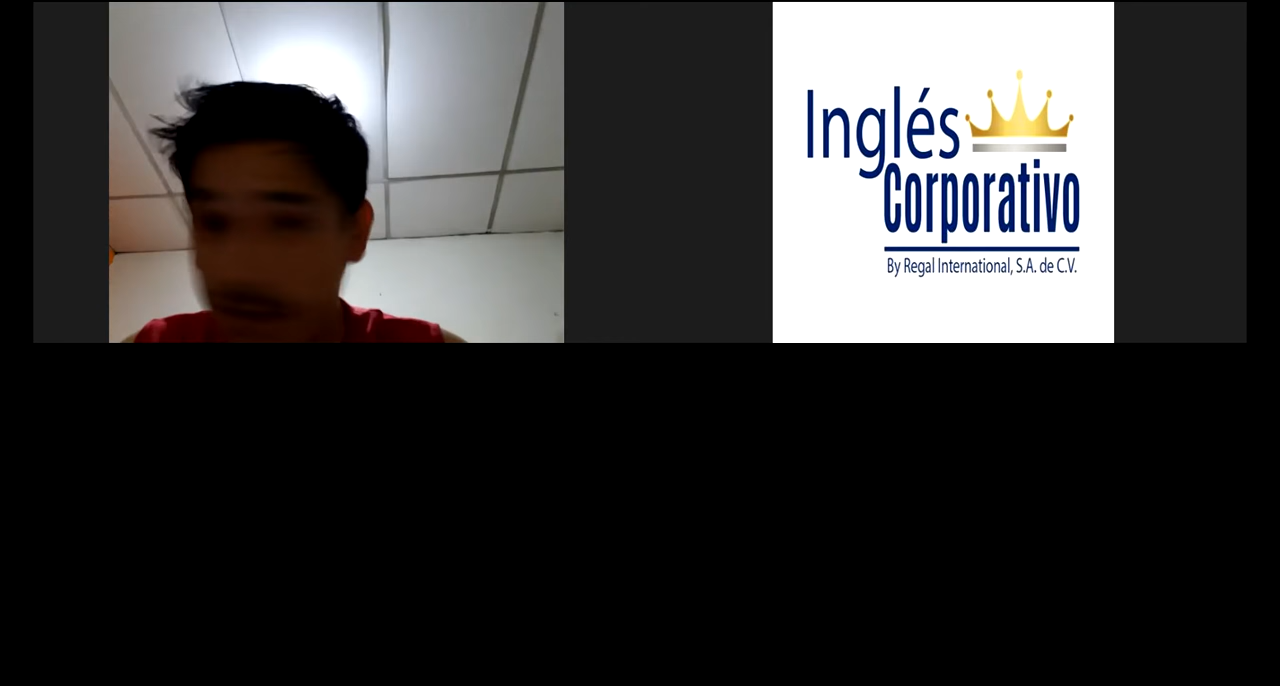 Inglés
Corporativo
By Regal International, S.A. de C.V.